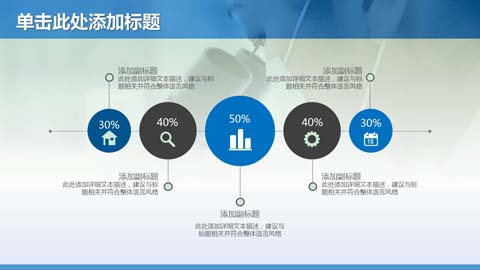 单击此处添加标题
添加副标题
此处添加详细文本描述，建议与标
题相关并符合整体语言风格
添加副标题
此处添加详细文本描述，建议与标
题相关并符合整体语言风格
30%
40%
50%
40%
30%
15
添加副标题
此处添加详细文本描述，建议与标
题相关并符合整体语言风格
添加副标题
此处添加详细文本描述，建议与标
题相关并符合整体语言风格
添加副标题
此处添加详细文本描述，建议与
标题相关并符合整体语言风格